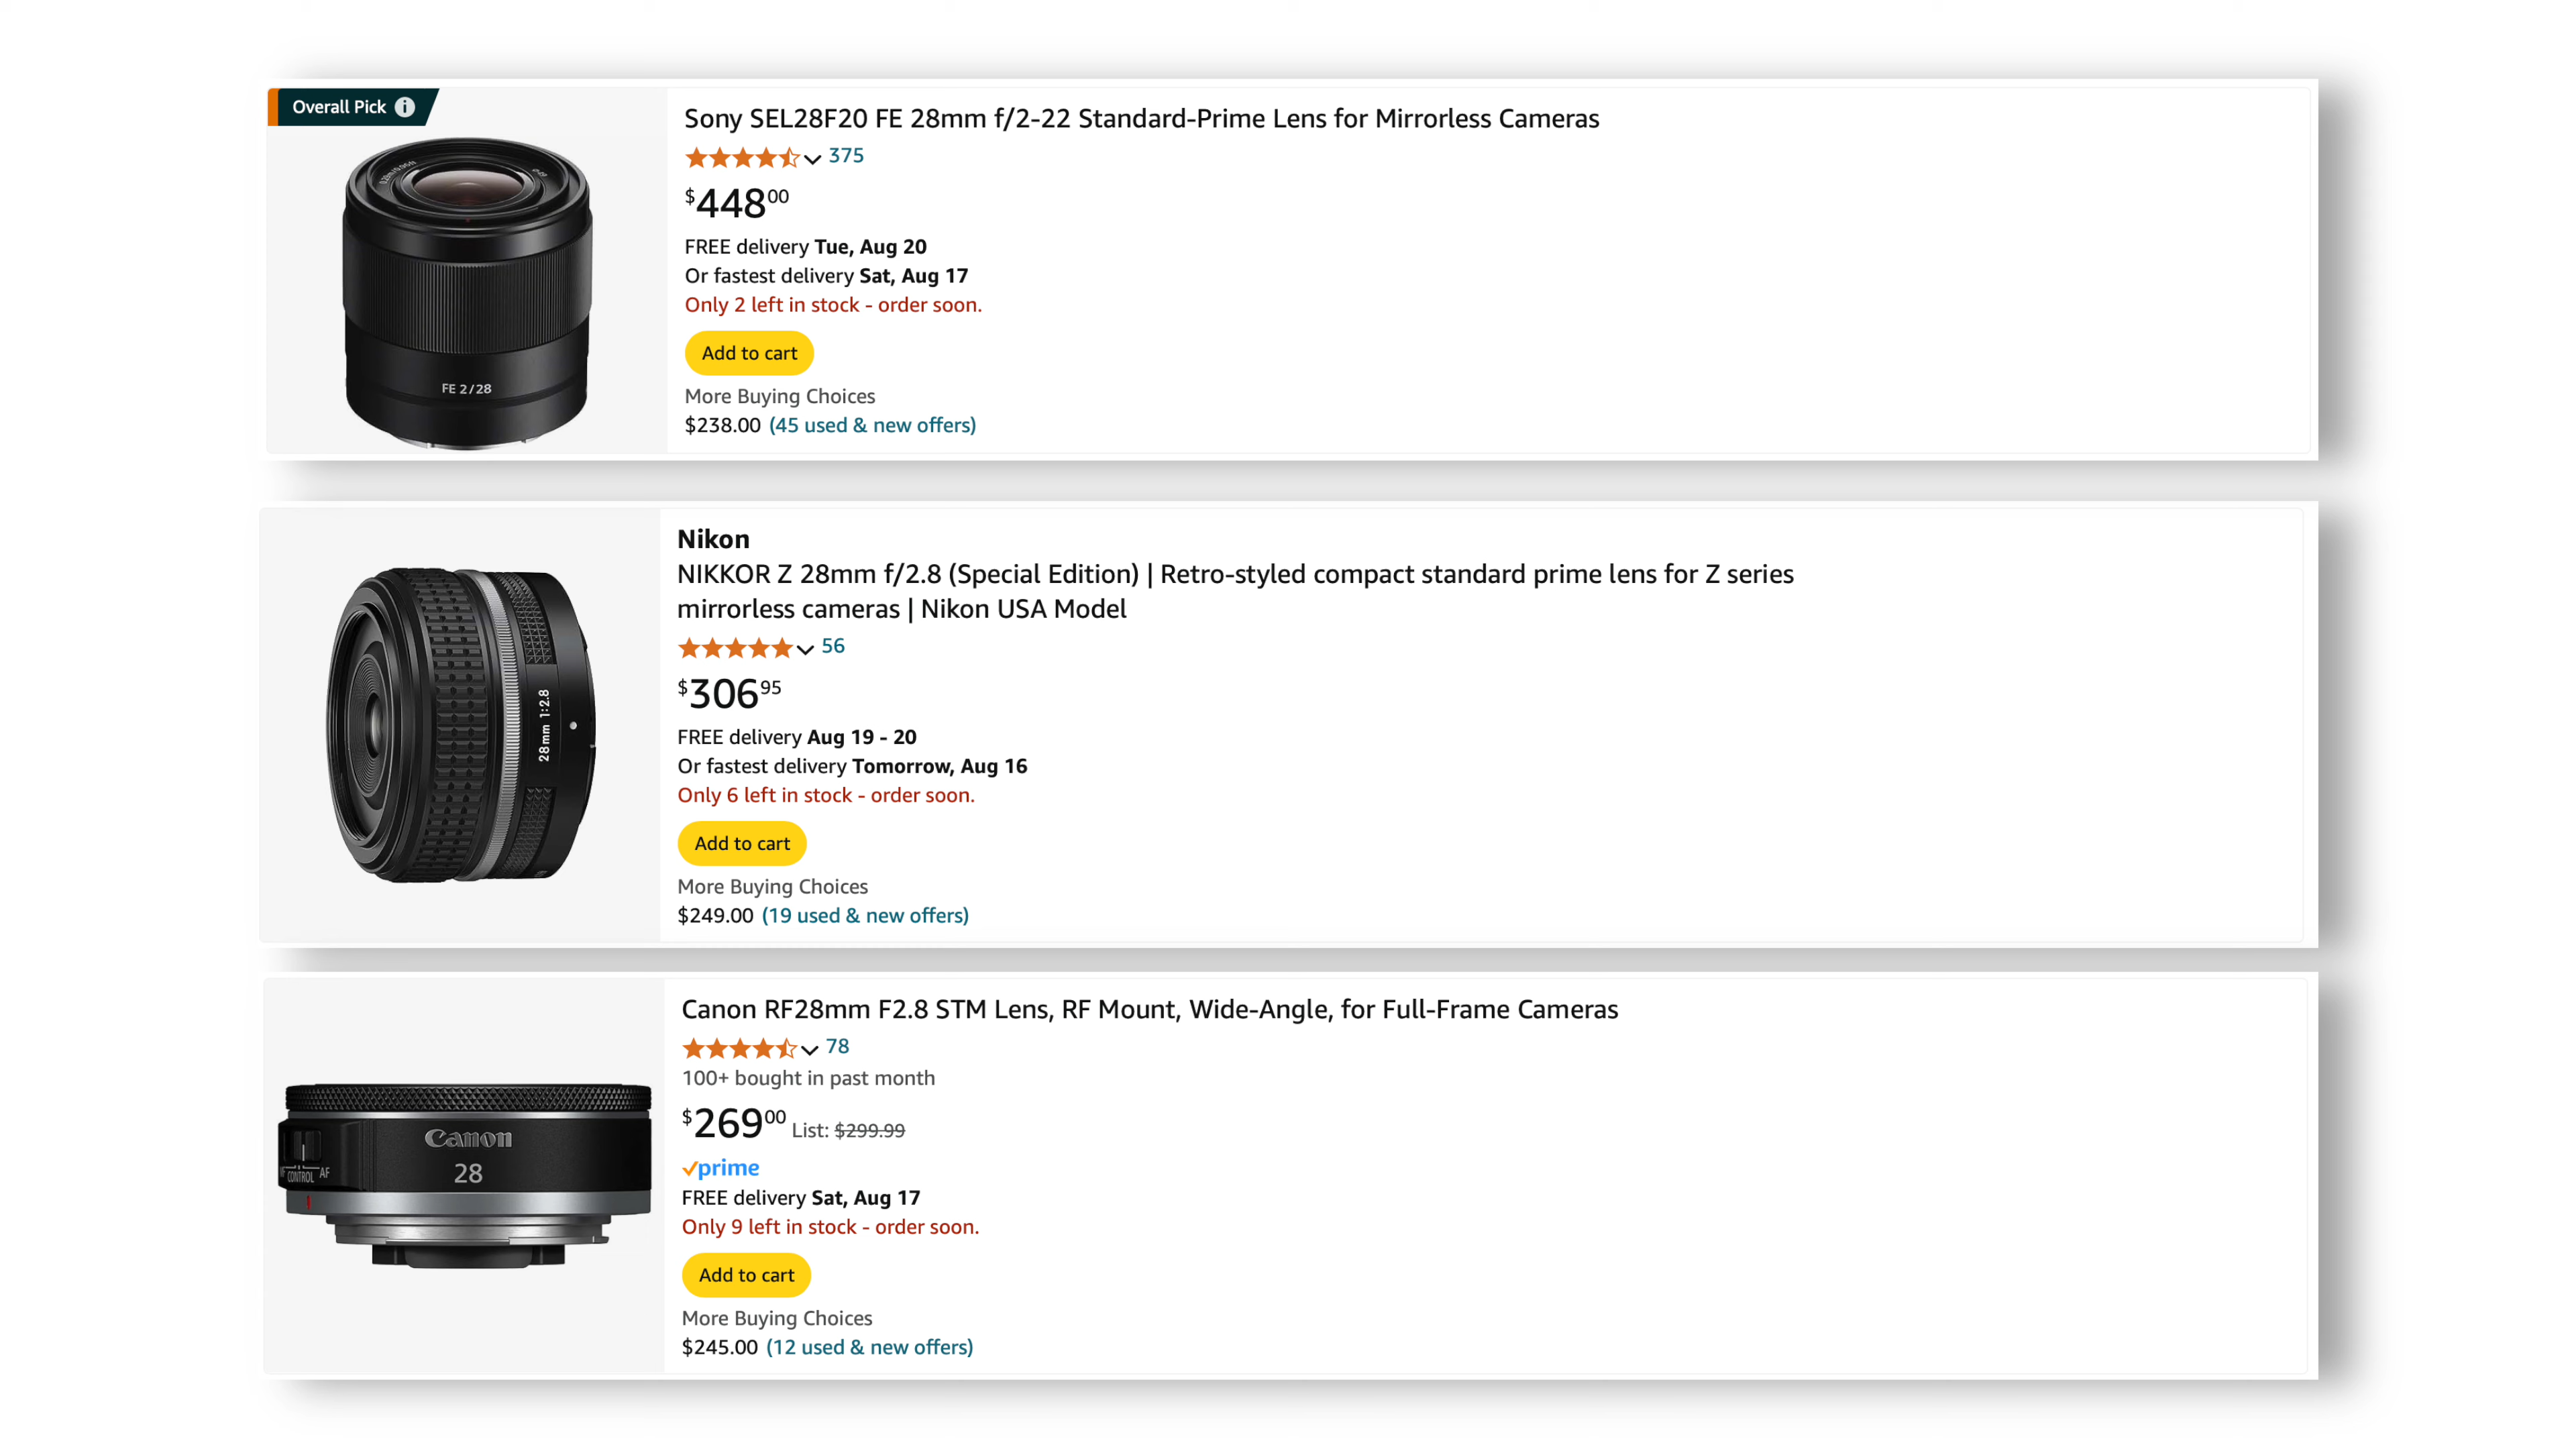 Overall Pick
FE 2/28
Sony SEL28F20 FE 28mm f/2-22 Standard-Prime Lens for Mirrorless Cameras
375
$448 00
FREE delivery Tue, Aug 20
Or fastest delivery Sat, Aug 17
Only 2 left in stock - order soon.
Add to cart
More Buying Choices
$238.00 (45 used & new offers)
28mm 1:2.8
Nikon
NIKKOR Z 28mm f/2.8 (Special Edition) | Retro-styled compact standard prime lens for Z series
mirrorless cameras | Nikon USA Model
56
$306 95
FREE delivery Aug 19 - 20
Or fastest delivery Tomorrow, Aug 16
Only 6 left in stock - order soon.
Add to cart
More Buying Choices
$249.00 (19 used & new offers)
Canon
28
CONTROL AF
Canon RF28mm F2.8 STM Lens, RF Mount, Wide-Angle, for Full-Frame Cameras
78
100+ bought in past month
$269 00 List: $299.99
prime
FREE delivery Sat, Aug 17
Only 9 left in stock - order soon.
Add to cart
More Buying Choices
$245.00 (12 used & new offers)